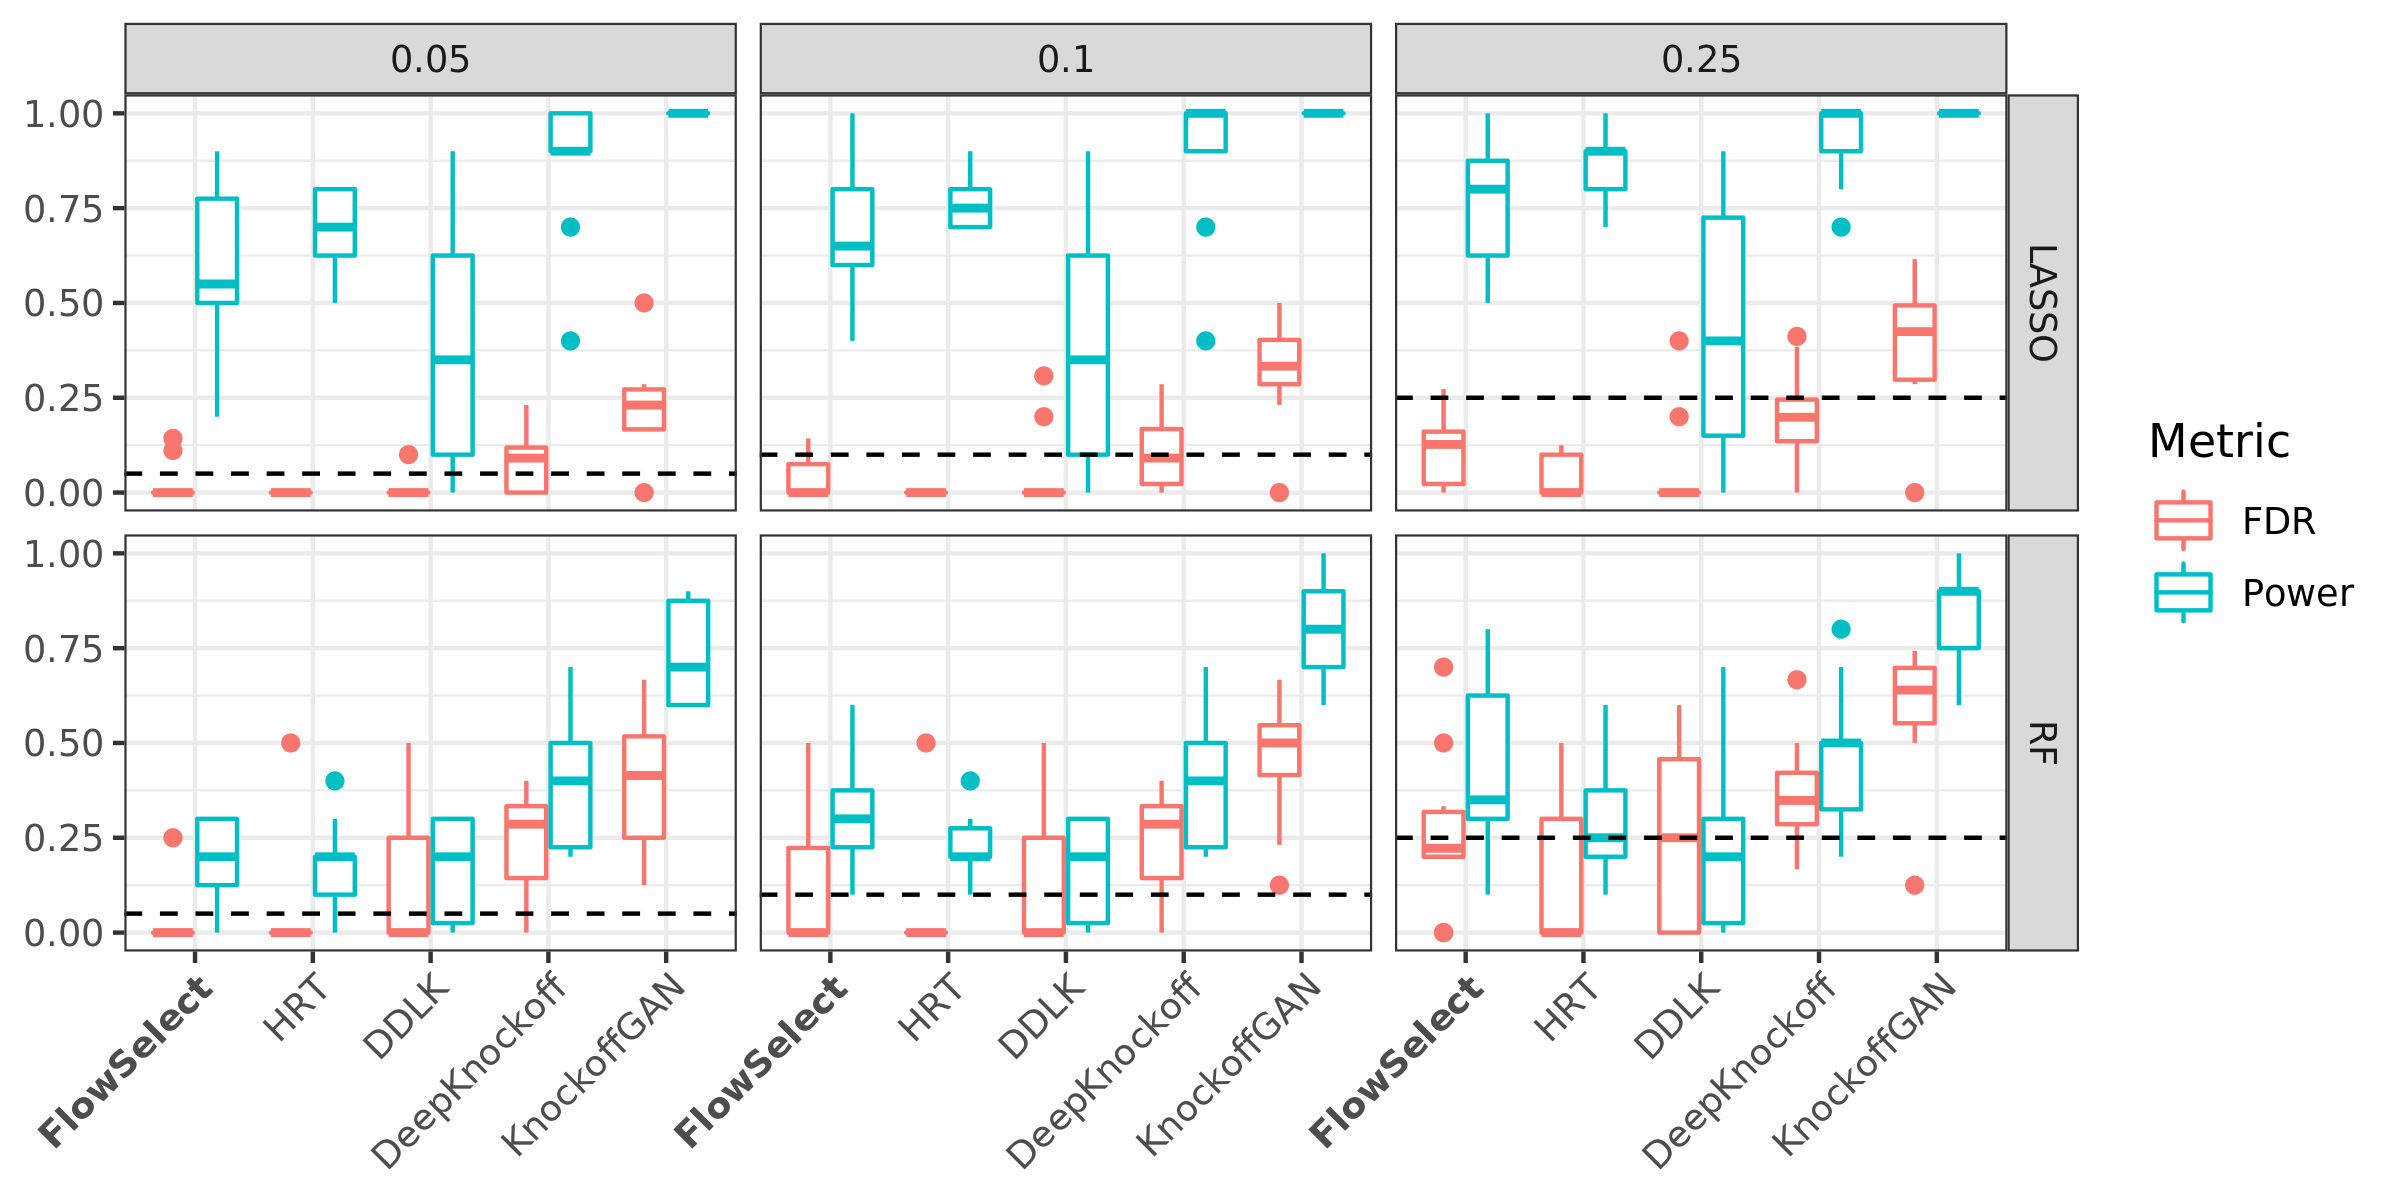 0.05 0.1 0.25
1.00
0.75
0.50
0.25
0.00
LASSO
1.00
0.75
0.50
0.25
0.00
RF
FlowSelect HRT DDLK DeepKnockoff KnockoffGAN FlowSelect HRT DDLK DeepKnockoff KnockoffGAN FlowSelect HRT DDLK DeepKnockoff KnockoffGAN
Metric
FDR
Power